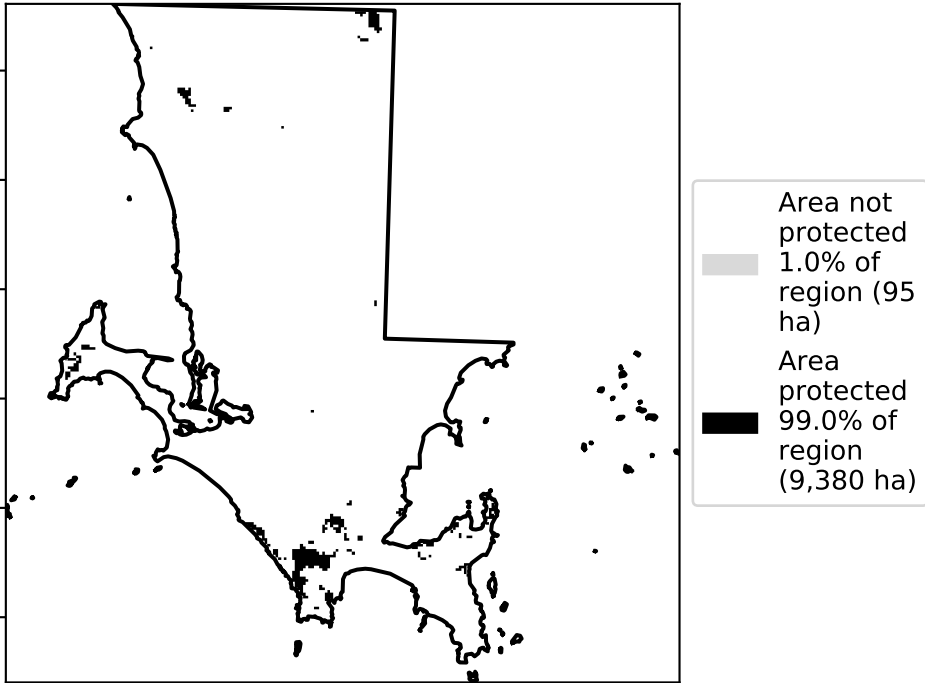 Area not
protected
1.0% of
region (95
ha)
Area
protected
99.0% of
region
(9,380 ha)